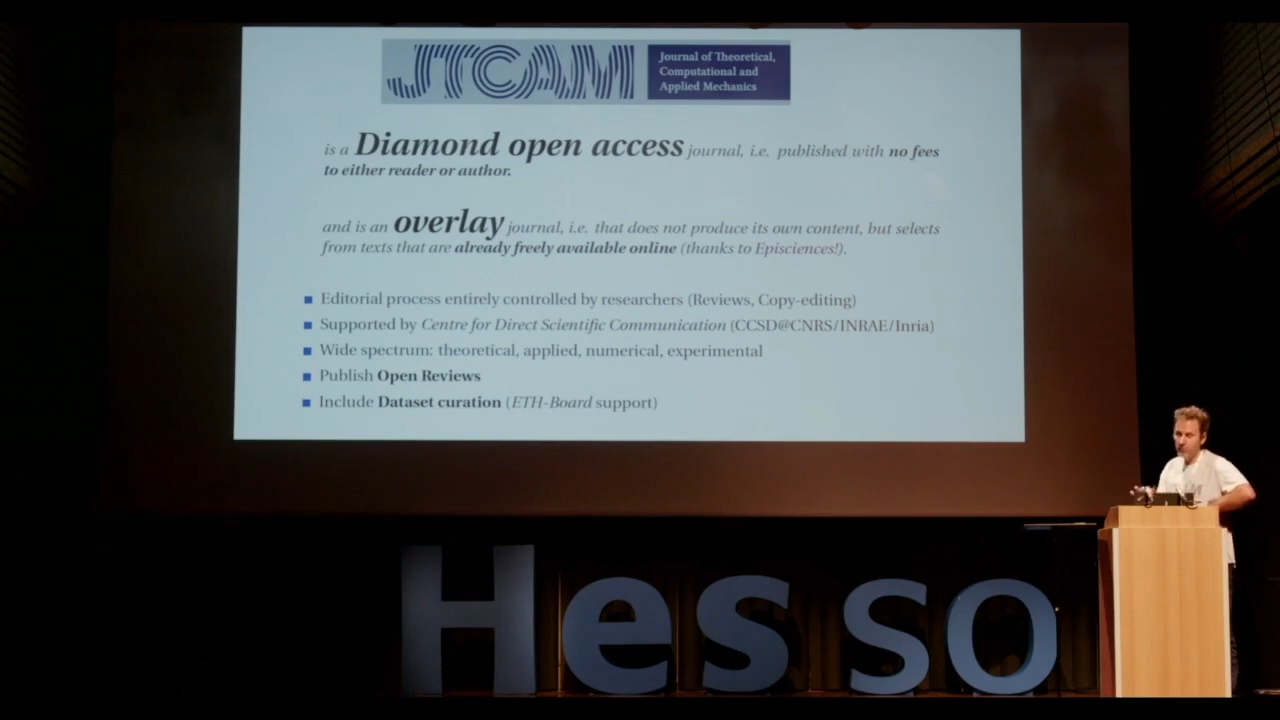 JTCAM
Journal of Theoretical,
Computational and
Applied Mechanics
is a Diamond open access journal, i.e. published with no fees
to either reader or author.
and is an overlay journal, i.e. that does not produce its own content, but selects
from texts that are already freely available online (thanks to Episciences!).
Editorial process entirely controlled by researchers (Reviews, Copy-editing)
Supported by Centre for Direct Scientific Communication (CCSD@CNRS/INRAE/Inria)
Wide spectrum: theoretical, applied, numerical, experimental
Publish Open Reviews
Include Dataset curation (ETH-Board support)
Hes so